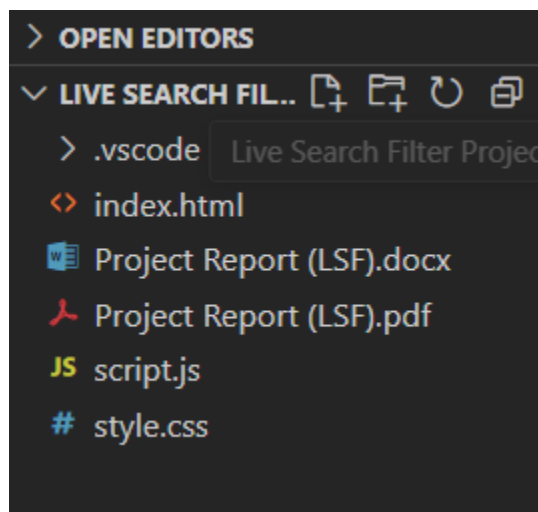 OPEN EDITORS
LIVE SEARCH FIL...
.vscode
Live Search Filter Projec
index.html
Project Report (LSF).docx
Project Report (LSF).pdf
JS script.js
# style.css